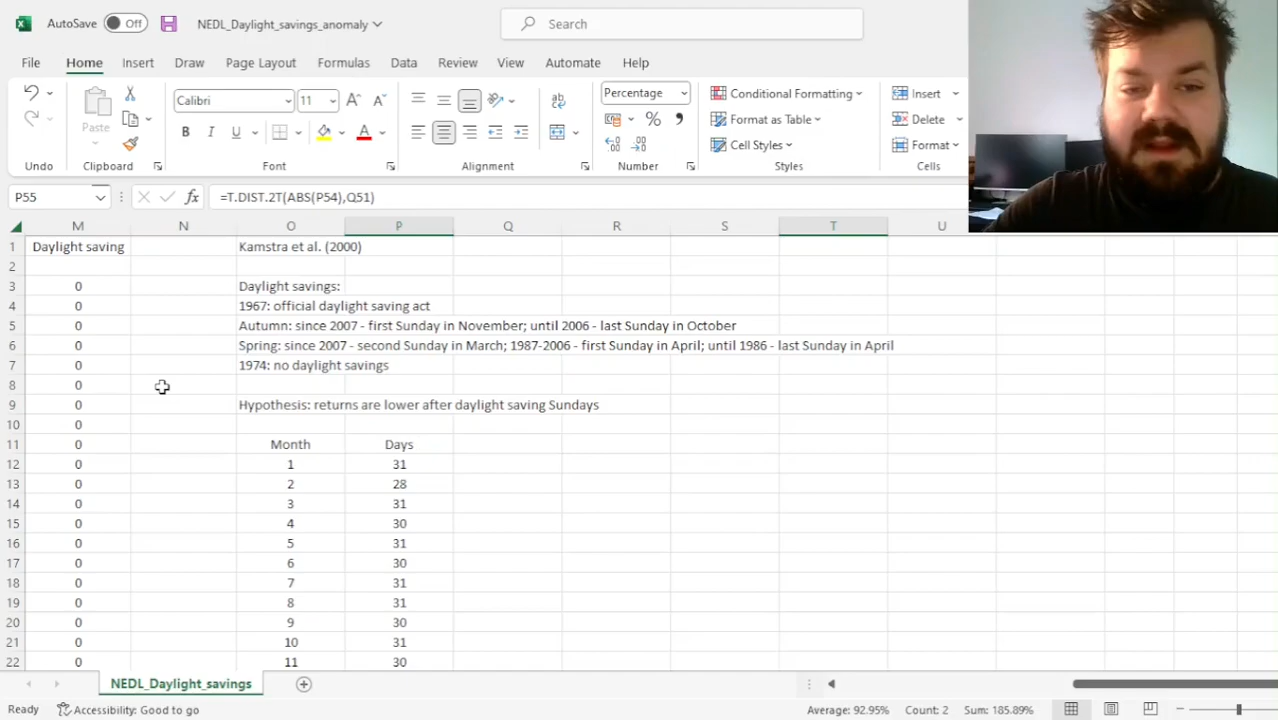 AutoSave Off NEDL_Daylight_savings_anomaly Search
File Home Insert Draw Page Layout Formulas Data Review View Automate Help
Calibri 11 A^ A˅ Percentage Conditional Formatting Insert
Paste B I U A % 9 Format as Table Delete
Cell Styles Format
Undo Clipboard Font Alignment Number Styles Cells
P55 fx =T.DIST.2T(ABS(P54),Q51)
M N O P Q R S T U
1 Daylight saving Kamstra et al. (2000)
2
3 0 Daylight savings:
4 0 1967: official daylight saving act
5 0 Autumn: since 2007 - first Sunday in November; until 2006 - last Sunday in October
6 0 Spring: since 2007 - second Sunday in March; 1987-2006 - first Sunday in April; until 1986 - last Sunday in April
7 0 1974: no daylight savings
8 0
9 0 Hypothesis: returns are lower after daylight saving Sundays
10 0
11 0 Month Days
12 0 1 31
13 0 2 28
14 0 3 31
15 0 4 30
16 0 5 31
17 0 6 30
18 0 7 31
19 0 8 31
20 0 9 30
21 0 10 31
22 0 11 30
NEDL_Daylight_savings
Ready Accessibility: Good to go Average: 92.95% Count: 2 Sum: 185.89%